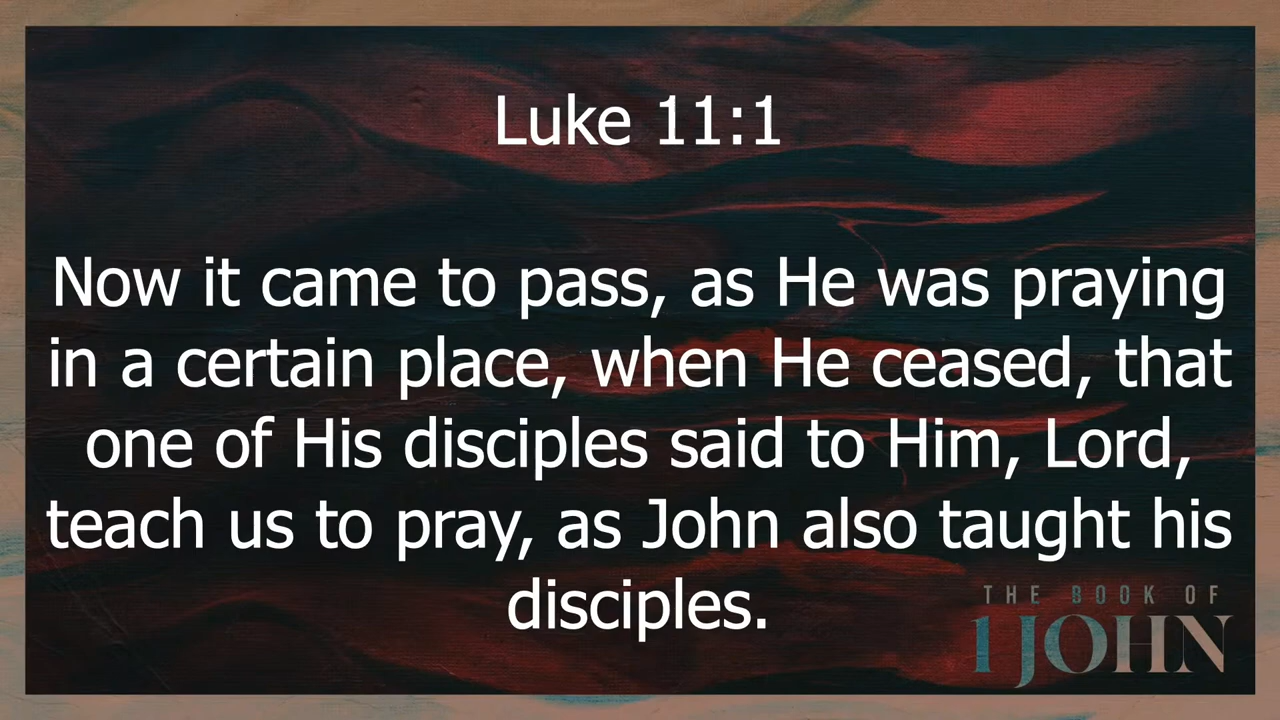 Luke 11:1
Now it came to pass, as He was praying
in a certain place, when He ceased, that
one of His disciples said to Him, Lord,
teach us to pray, as John also taught his
disciples.
THE BOOK OF
1 JOHN